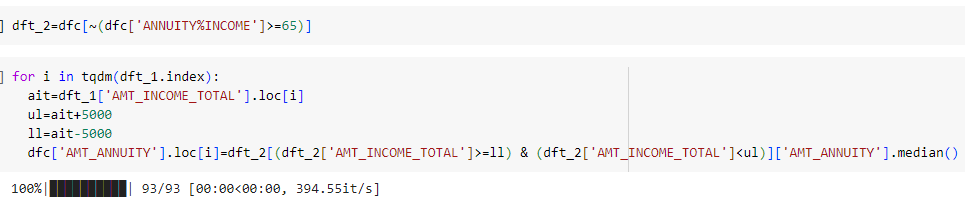 ] dft_2=dfc[~(dfc['ANNUITY%INCOME']>=65)]
] for i in tqdm(dft_1.index):
ait=dft_1['AMT_INCOME_TOTAL'].loc[i]
ul=ait+5000
ll=ait-5000
dfc['AMT_ANNUITY'].loc[i]=dft_2[(dft_2['AMT_INCOME_TOTAL']>=ll) & (dft_2['AMT_INCOME_TOTAL']<ul)]['AMT_ANNUITY'].median()
100%|██████████| 93/93 [00:00<00:00, 394.55it/s]